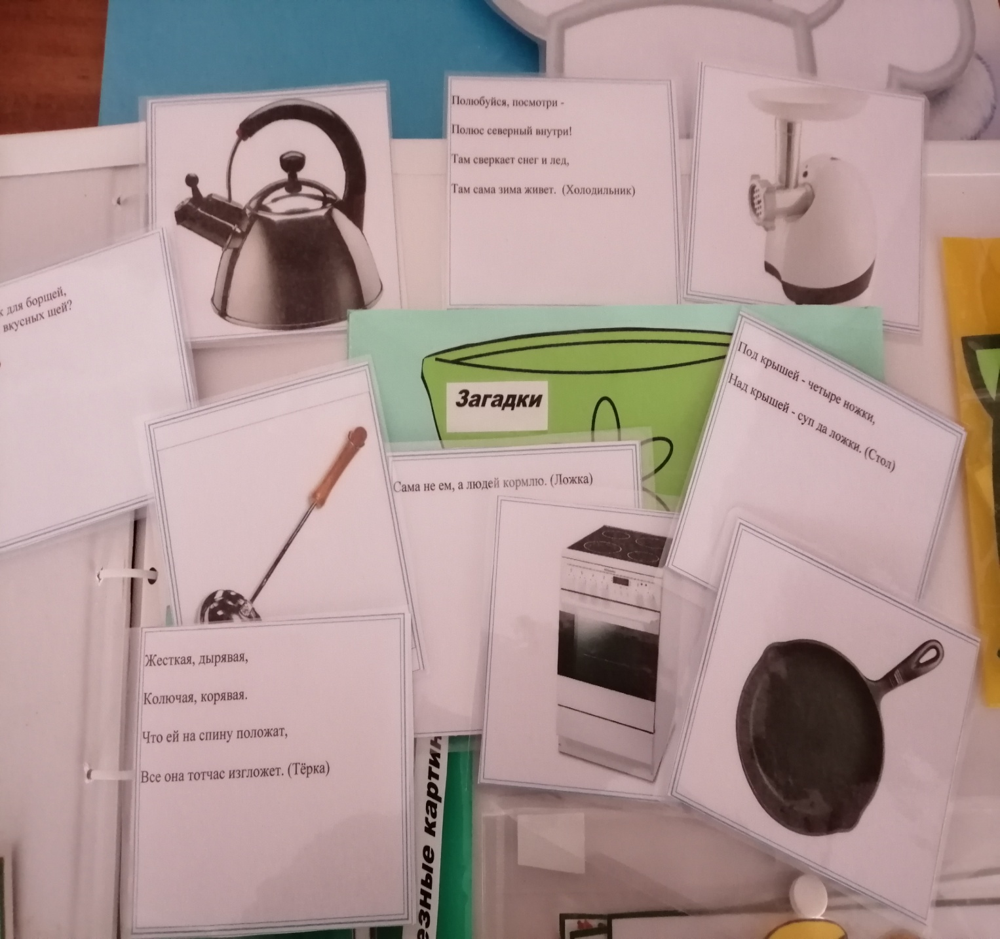 Полюбуйся, посмотри -
Полюс северный внутри!
Там сверкает снег и лед,
Там сама зима живет. (Холодильник)
для борщей,
вкусных щей?
Загадки
Под крышей - четыре ножки,
Над крышей - суп да ложки. (Стол)
Сама не ем, а людей кормлю. (Ложка)
Жесткая, дырявая,
Колючая, корявая.
Что ей на спину положат,
Все она тотчас изгложет. (Тёрка)